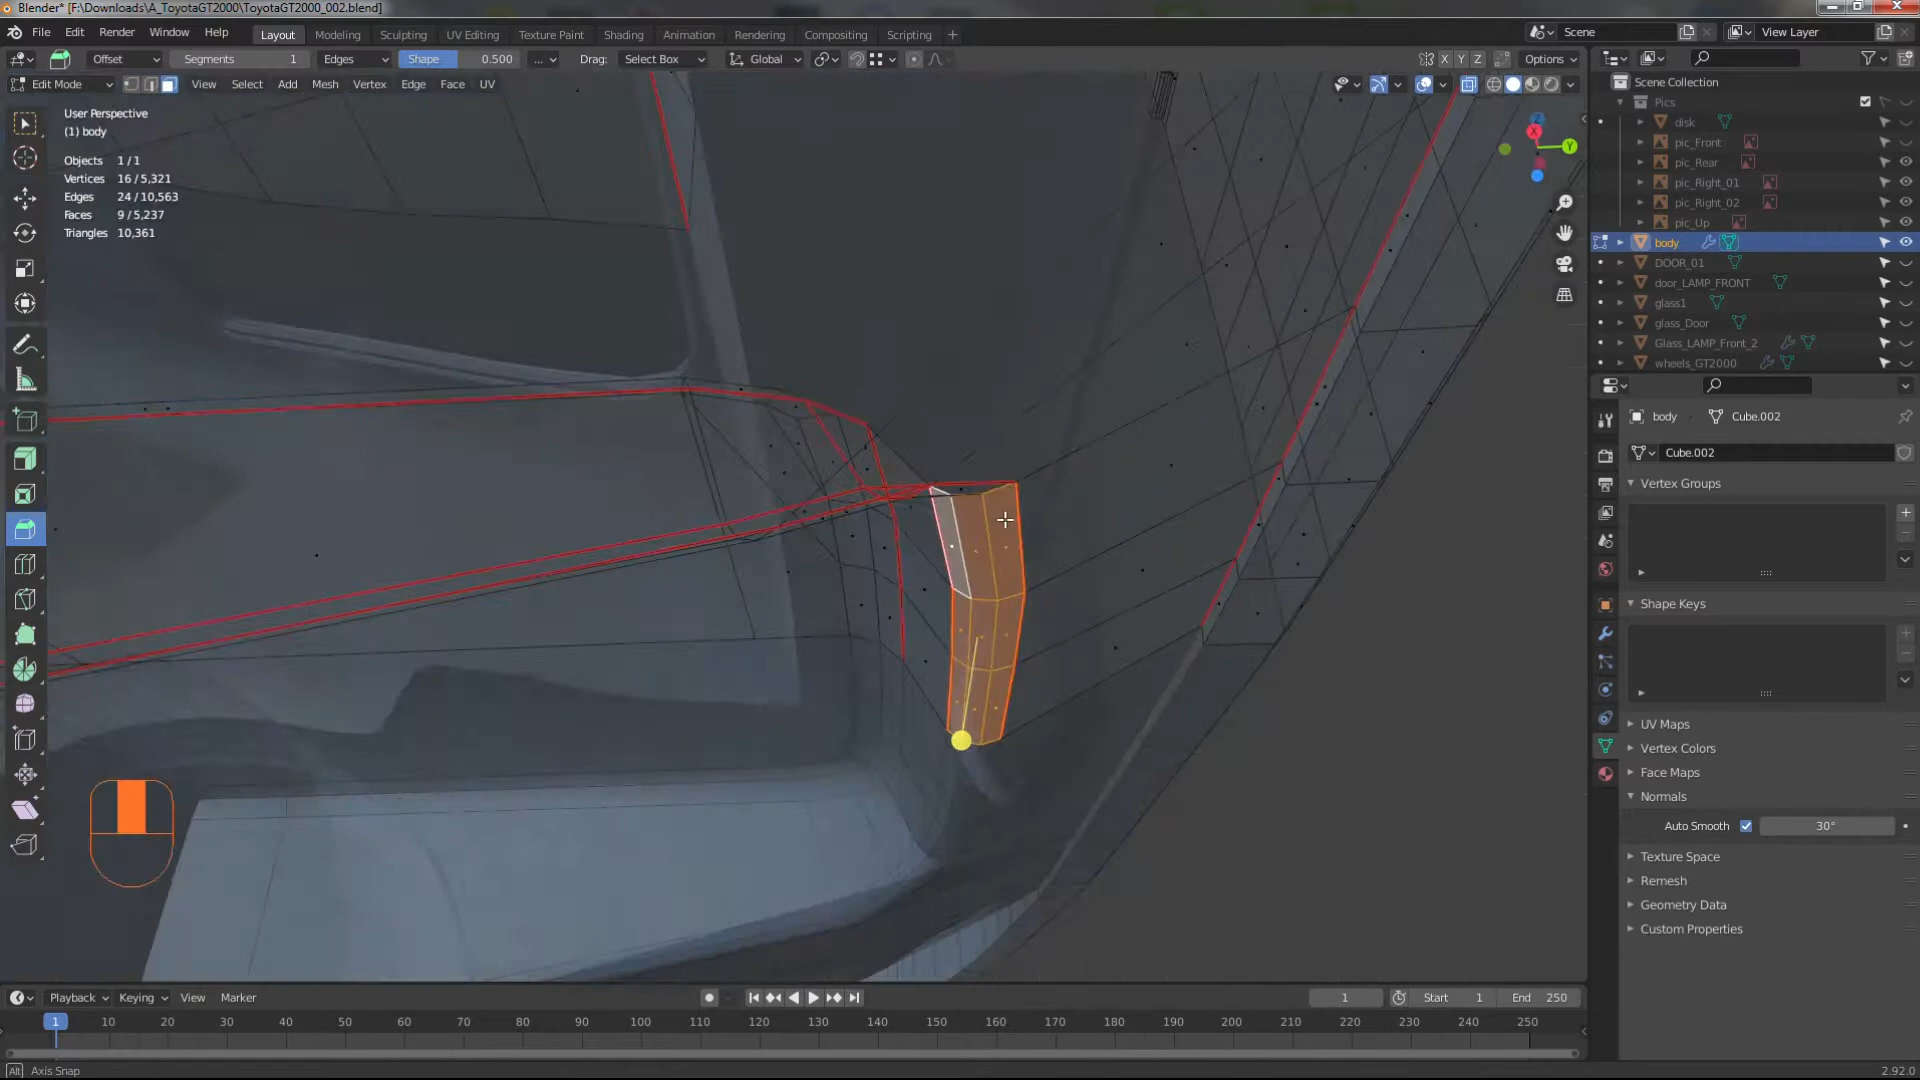 Blender* [F:\Downloads\A_ToyotaGT2000\ToyotaGT2000_002.blend]
File Edit Render Window Help Layout Modeling Sculpting UV Editing Texture Paint Shading Animation Rendering Compositing Scripting + Scene View Layer
Offset Segments 1 Edges Shape 0.500 ... Drag: Select Box Global X Y Z Options
Edit Mode View Select Add Mesh Vertex Edge Face UV
User Perspective
(1) body
Objects 1 / 1
Vertices 16 / 5,321
Edges 24 / 10,563
Faces 9 / 5,237
Triangles 10,361
X Y Z
Scene Collection
Pics
disk
pic_Front
pic_Rear
pic_Right_01
pic_Right_02
pic_Up
body
DOOR_01
door_LAMP_FRONT
glass1
glass_Door
Glass_LAMP_Front_2
wheels_GT2000
body Cube.002
Cube.002
Vertex Groups
Shape Keys
UV Maps
Vertex Colors
Face Maps
Normals
Auto Smooth 30°
Texture Space
Remesh
Geometry Data
Custom Properties
Playback Keying View Marker 1 Start 1 End 250
1 10 20 30 40 50 60 70 80 90 100 110 120 130 140 150 160 170 180 190 200 210 220 230 240 250
Alt Axis Snap 2.92.0